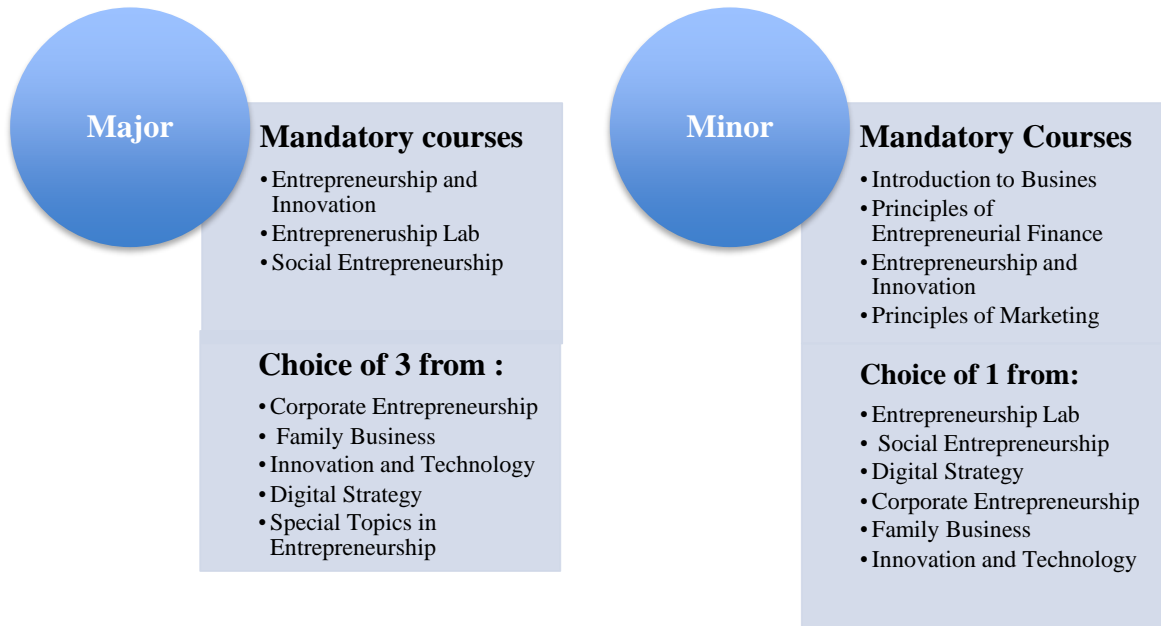 Major
Mandatory courses
• Entrepreneurship and
Innovation
• Entrepreneruship Lab
• Social Entrepreneurship
Choice of 3 from :
• Corporate Entrepreneurship
• Family Business
• Innovation and Technology
• Digital Strategy
• Special Topics in
Entrepreneurship
Minor
Mandatory Courses
• Introduction to Busines
• Principles of
Entrepreneurial Finance
• Entrepreneurship and
Innovation
• Principles of Marketing
Choice of 1 from:
• Entrepreneurship Lab
• Social Entrepreneurship
• Digital Strategy
• Corporate Entrepreneurship
• Family Business
• Innovation and Technology